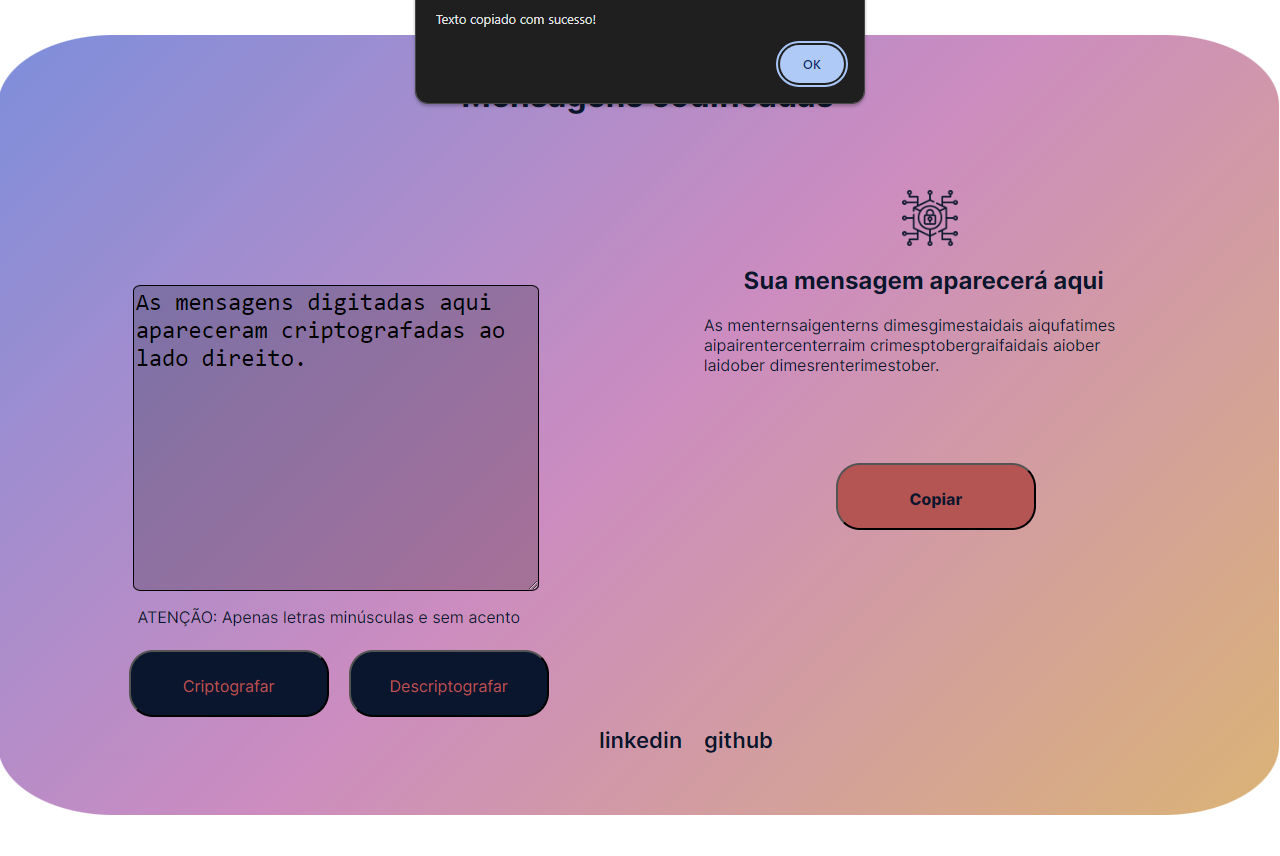 Texto copiado com sucesso!
OK
Sua mensagem aparecerá aqui
As mensagens digitadas aqui
apareceram criptografadas ao
lado direito.
As menternsaigenterns dimesgimestaidais aiqufatimes
aipairentercenterraim crimesptobergraifaidais aiober
laidober dimesrenterimestober.
Copiar
ATENÇÃO: Apenas letras minúsculas e sem acento
Criptografar
Descriptografar
linkedin github